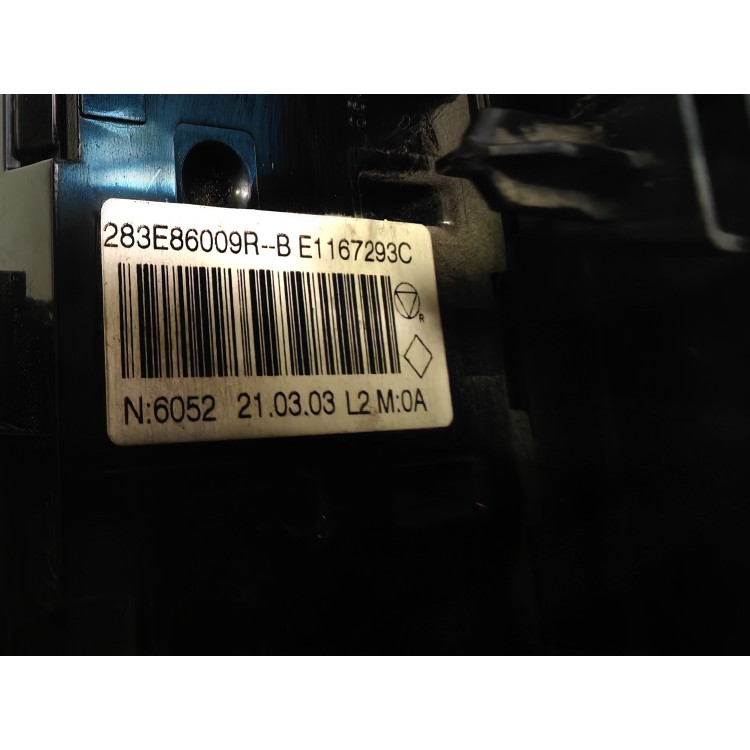 283E86009R--B E1167293C
R
N:6052 21.03.03 L2 M:0A